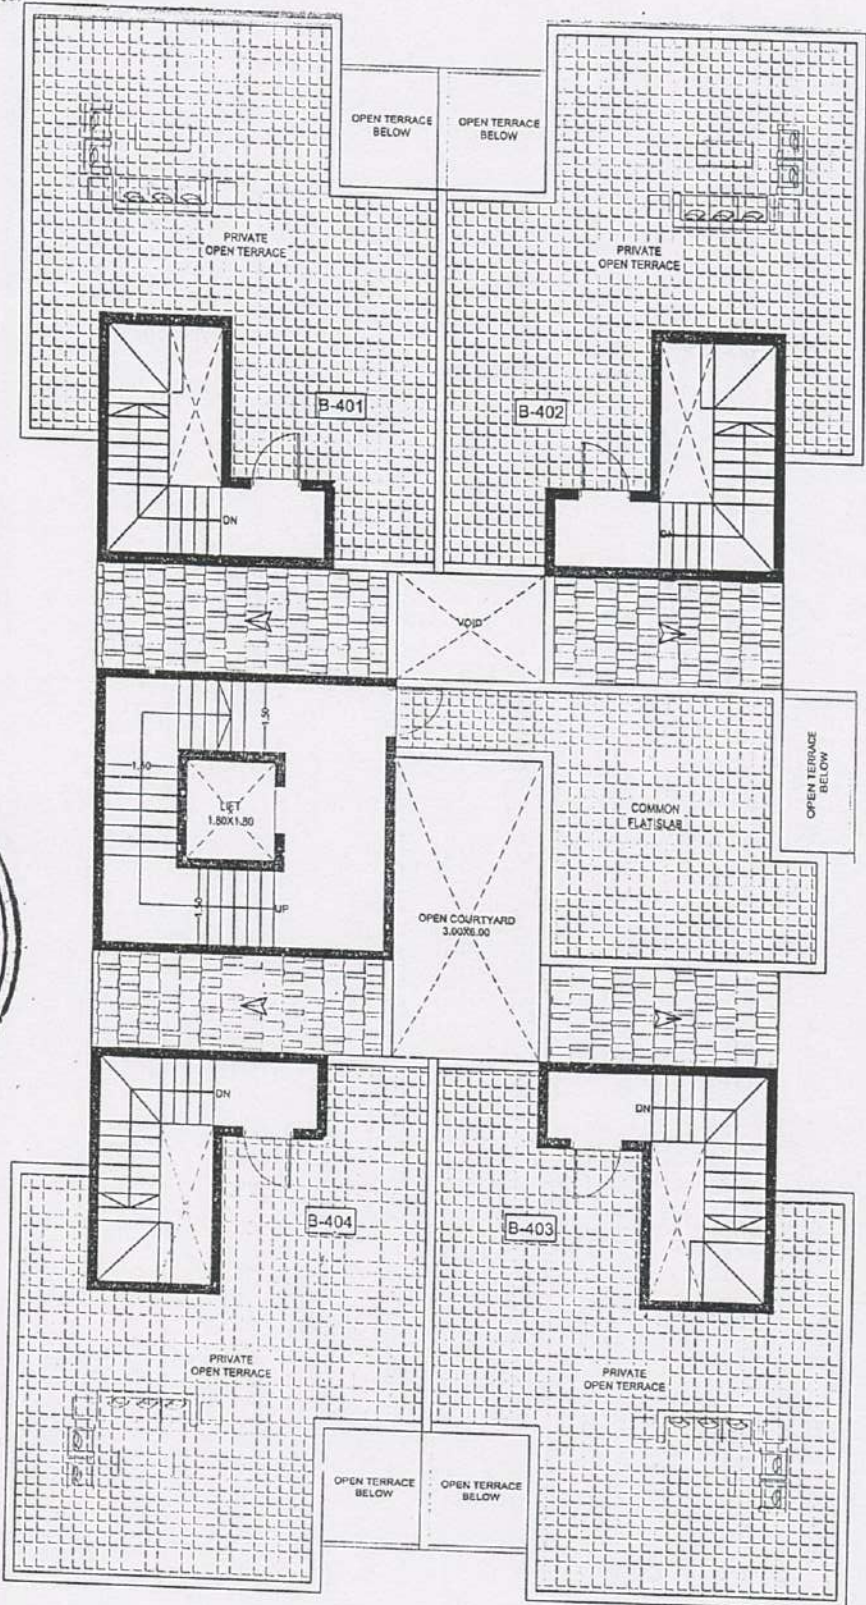 OPEN TERRACE
BELOW
OPEN TERRACE
BELOW
PRIVATE
OPEN TERRACE
PRIVATE
OPEN TERRACE
B-401
B-402
DN
VOID
1.50
1.50
LIFT
1.80X1.80
COMMON
FLAT SLAB
OPEN TERRACE
BELOW
1.50
UP
OPEN COURTYARD
3.00X6.00
DN
DN
B-404
B-403
PRIVATE
OPEN TERRACE
PRIVATE
OPEN TERRACE
OPEN TERRACE
BELOW
OPEN TERRACE
BELOW